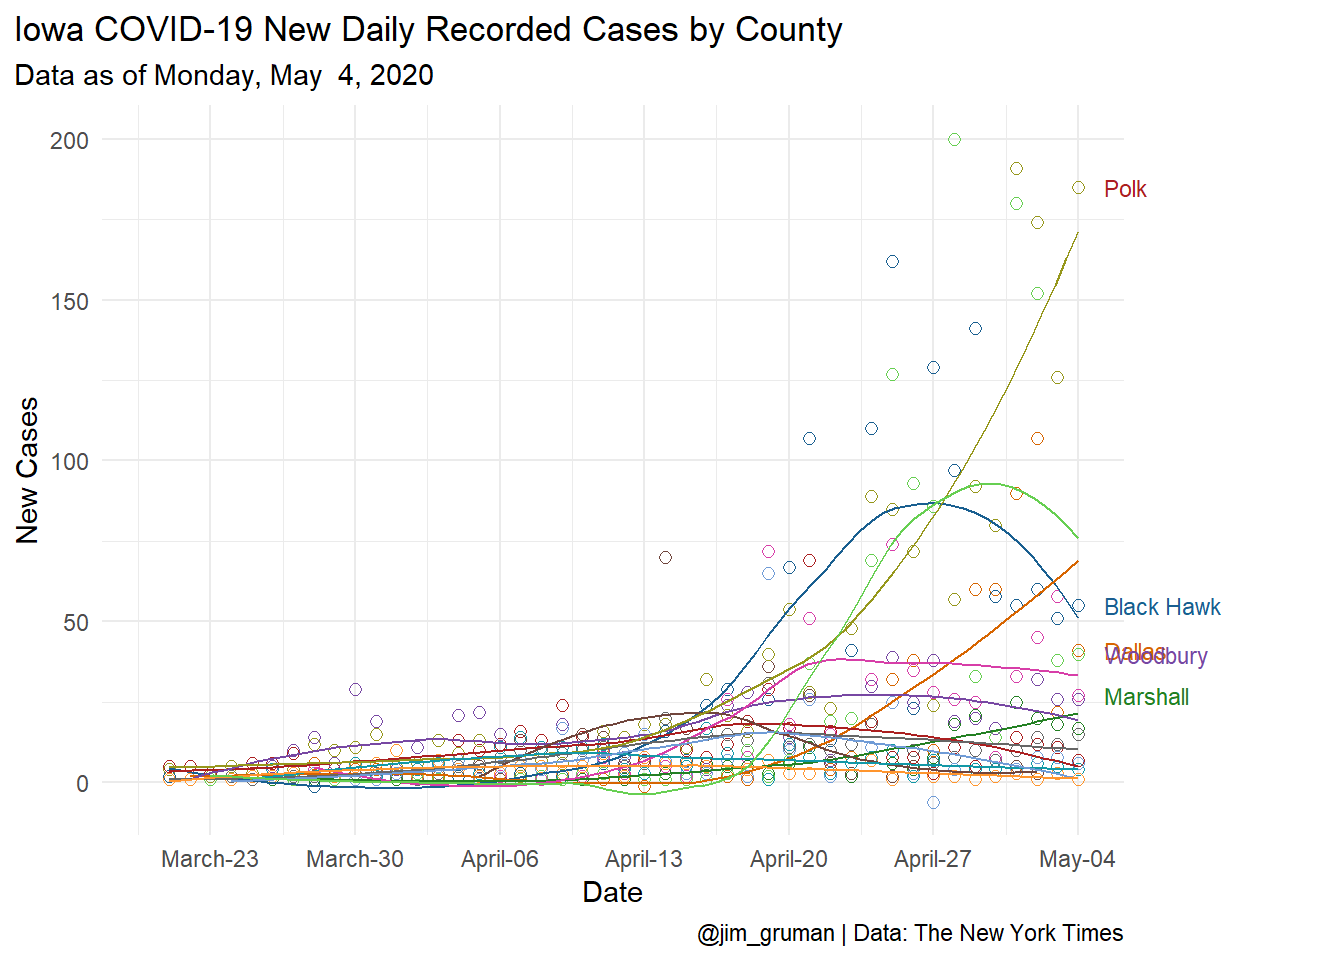 Iowa COVID-19 New Daily Recorded Cases by County
Data as of Monday, May  4, 2020
New Cases
200
150
100
50
0
Polk
Black Hawk
Dallas
Woodbury
Marshall
March-23
March-30
April-06
April-13
April-20
April-27
May-04
Date
@jim_gruman | Data: The New York Times